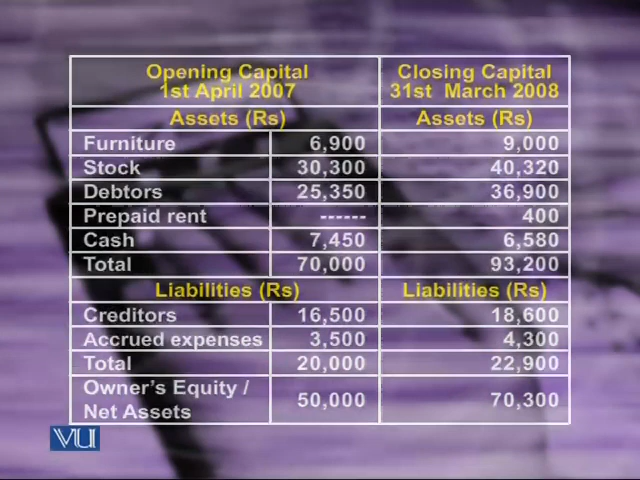 Opening Capital Closing Capital
1st April 2007 31st March 2008
Assets (Rs) Assets (Rs)
Furniture 6,900 9,000
Stock 30,300 40,320
Debtors 25,350 36,900
Prepaid rent ------ 400
Cash 7,450 6,580
Total 70,000 93,200
Liabilities (Rs) Liabilities (Rs)
Creditors 16,500 18,600
Accrued expenses 3,500 4,300
Total 20,000 22,900
Owner's Equity /
Net Assets 50,000 70,300
VU